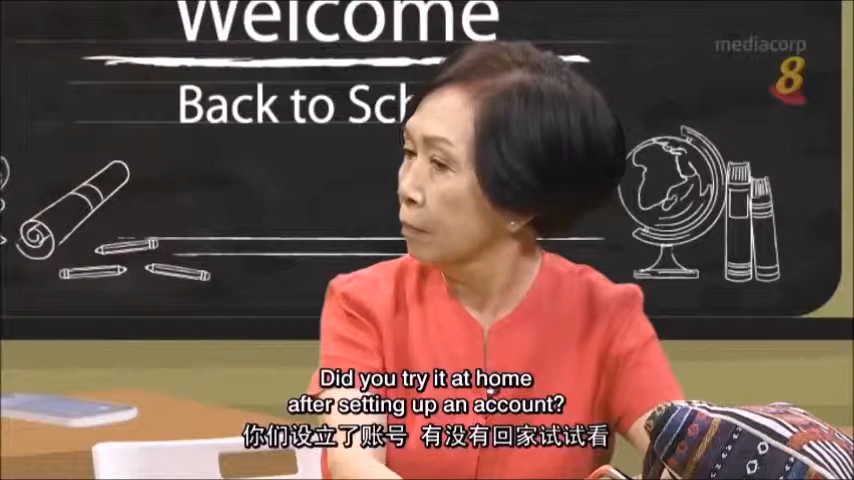 Welcome
mediacorp
8
Back to Sch
Did you try it at home
after setting up an account?
你们设立了账号 有没有回家试试看